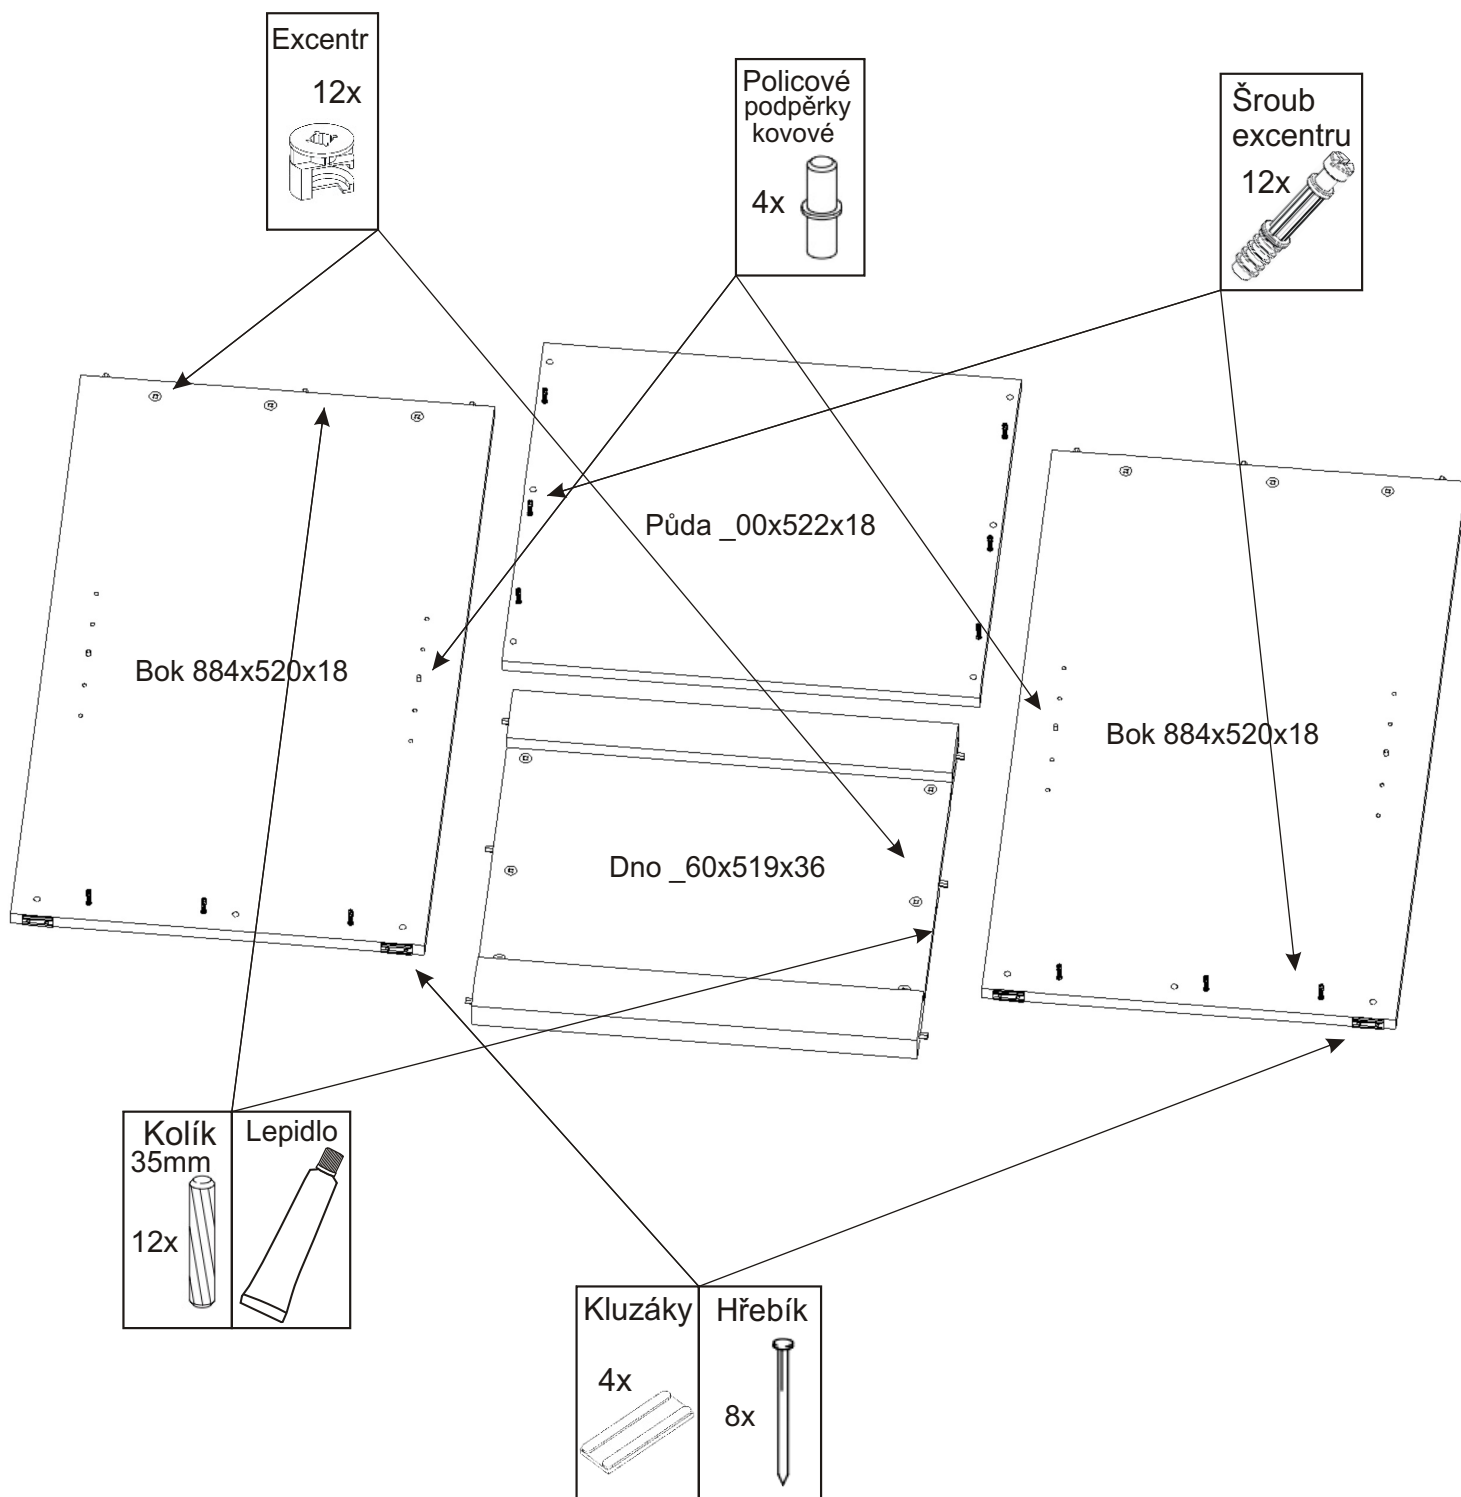 Excentr
12x
Policové
podpěrky
kovové
4x
Šroub
excentru
12x
Půda _00x522x18
Bok 884x520x18
Bok 884x520x18
Dno _60x519x36
Kolík
35mm
12x
Lepidlo
Kluzáky
4x
Hřebík
8x